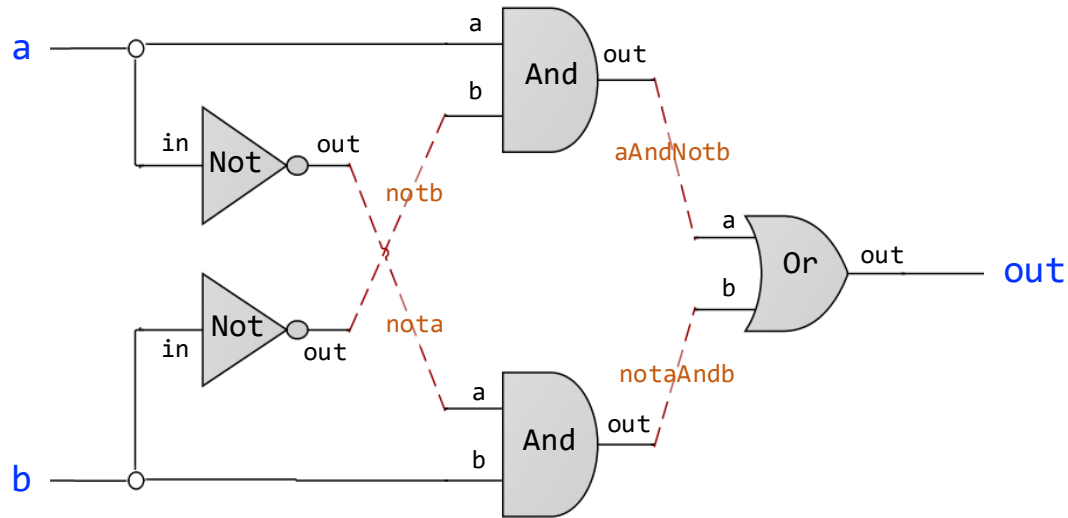 a
a
And
out
b
in
Not
out
aAndNotb
notb
a
Or
out
out
b
Not
in
out
nota
notaAndb
a
And
out
b
b